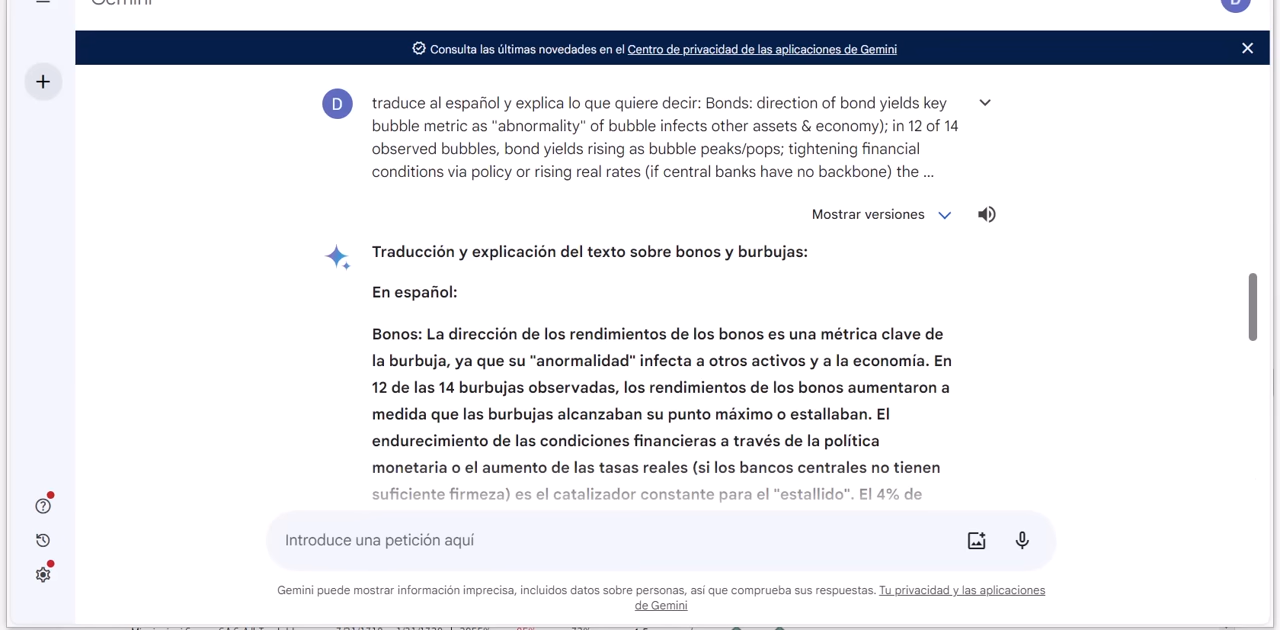 Gemini
D
Consulta las últimas novedades en el Centro de privacidad de las aplicaciones de Gemini
D
traduce al español y explica lo que quiere decir: Bonds: direction of bond yields key
bubble metric as "abnormality" of bubble infects other assets & economy); in 12 of 14
observed bubbles, bond yields rising as bubble peaks/pops; tightening financial
conditions via policy or rising real rates (if central banks have no backbone) the ...
Mostrar versiones
Traducción y explicación del texto sobre bonos y burbujas:
En español:
Bonos: La dirección de los rendimientos de los bonos es una métrica clave de
la burbuja, ya que su "anormalidad" infecta a otros activos y a la economía. En
12 de las 14 burbujas observadas, los rendimientos de los bonos aumentaron a
medida que las burbujas alcanzaban su punto máximo o estallaban. El
endurecimiento de las condiciones financieras a través de la política
monetaria o el aumento de las tasas reales (si los bancos centrales no tienen
suficiente firmeza) es el catalizador constante para el "estallido". El 4% de
Introduce una petición aquí
Gemini puede mostrar información imprecisa, incluidos datos sobre personas, así que comprueba sus respuestas. Tu privacidad y las aplicaciones
de Gemini